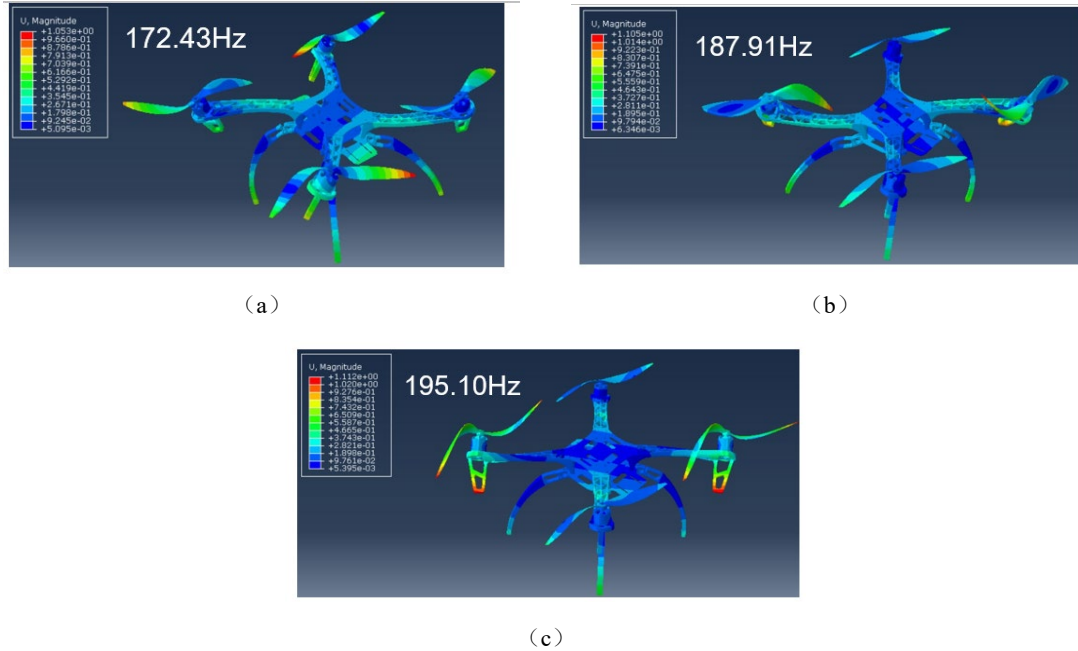 U, Magnitude
+1.053e+00
+9.660e-01
+8.786e-01
+7.913e-01
+7.039e-01
+6.166e-01
+5.292e-01
+4.419e-01
+3.545e-01
+2.671e-01
+1.798e-01
+9.245e-02
+5.095e-03
172.43Hz
（a）
U, Magnitude
+1.105e+00
+1.014e+00
+9.223e-01
+8.307e-01
+7.391e-01
+6.475e-01
+5.559e-01
+4.643e-01
+3.727e-01
+2.811e-01
+1.895e-01
+9.794e-02
+6.346e-03
187.91Hz
（b）
U, Magnitude
+1.112e+00
+1.020e+00
+9.276e-01
+8.354e-01
+7.432e-01
+6.509e-01
+5.587e-01
+4.665e-01
+3.743e-01
+2.821e-01
+1.898e-01
+9.761e-02
+5.395e-03
195.10Hz
（c）